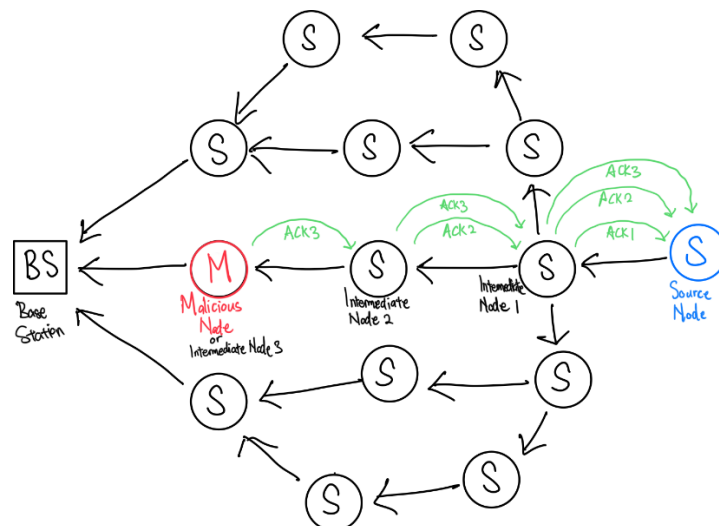 S
S
S
S
S
ACK3
ACK2
ACK1
ACK3
ACK2
ACK3
BS
Base
Station
M
Malicious
Node
or
Intermediate Node 3
S
Intermediate
Node 2
S
Intermediate
Node 1
S
Source
Node
S
S
S
S
S